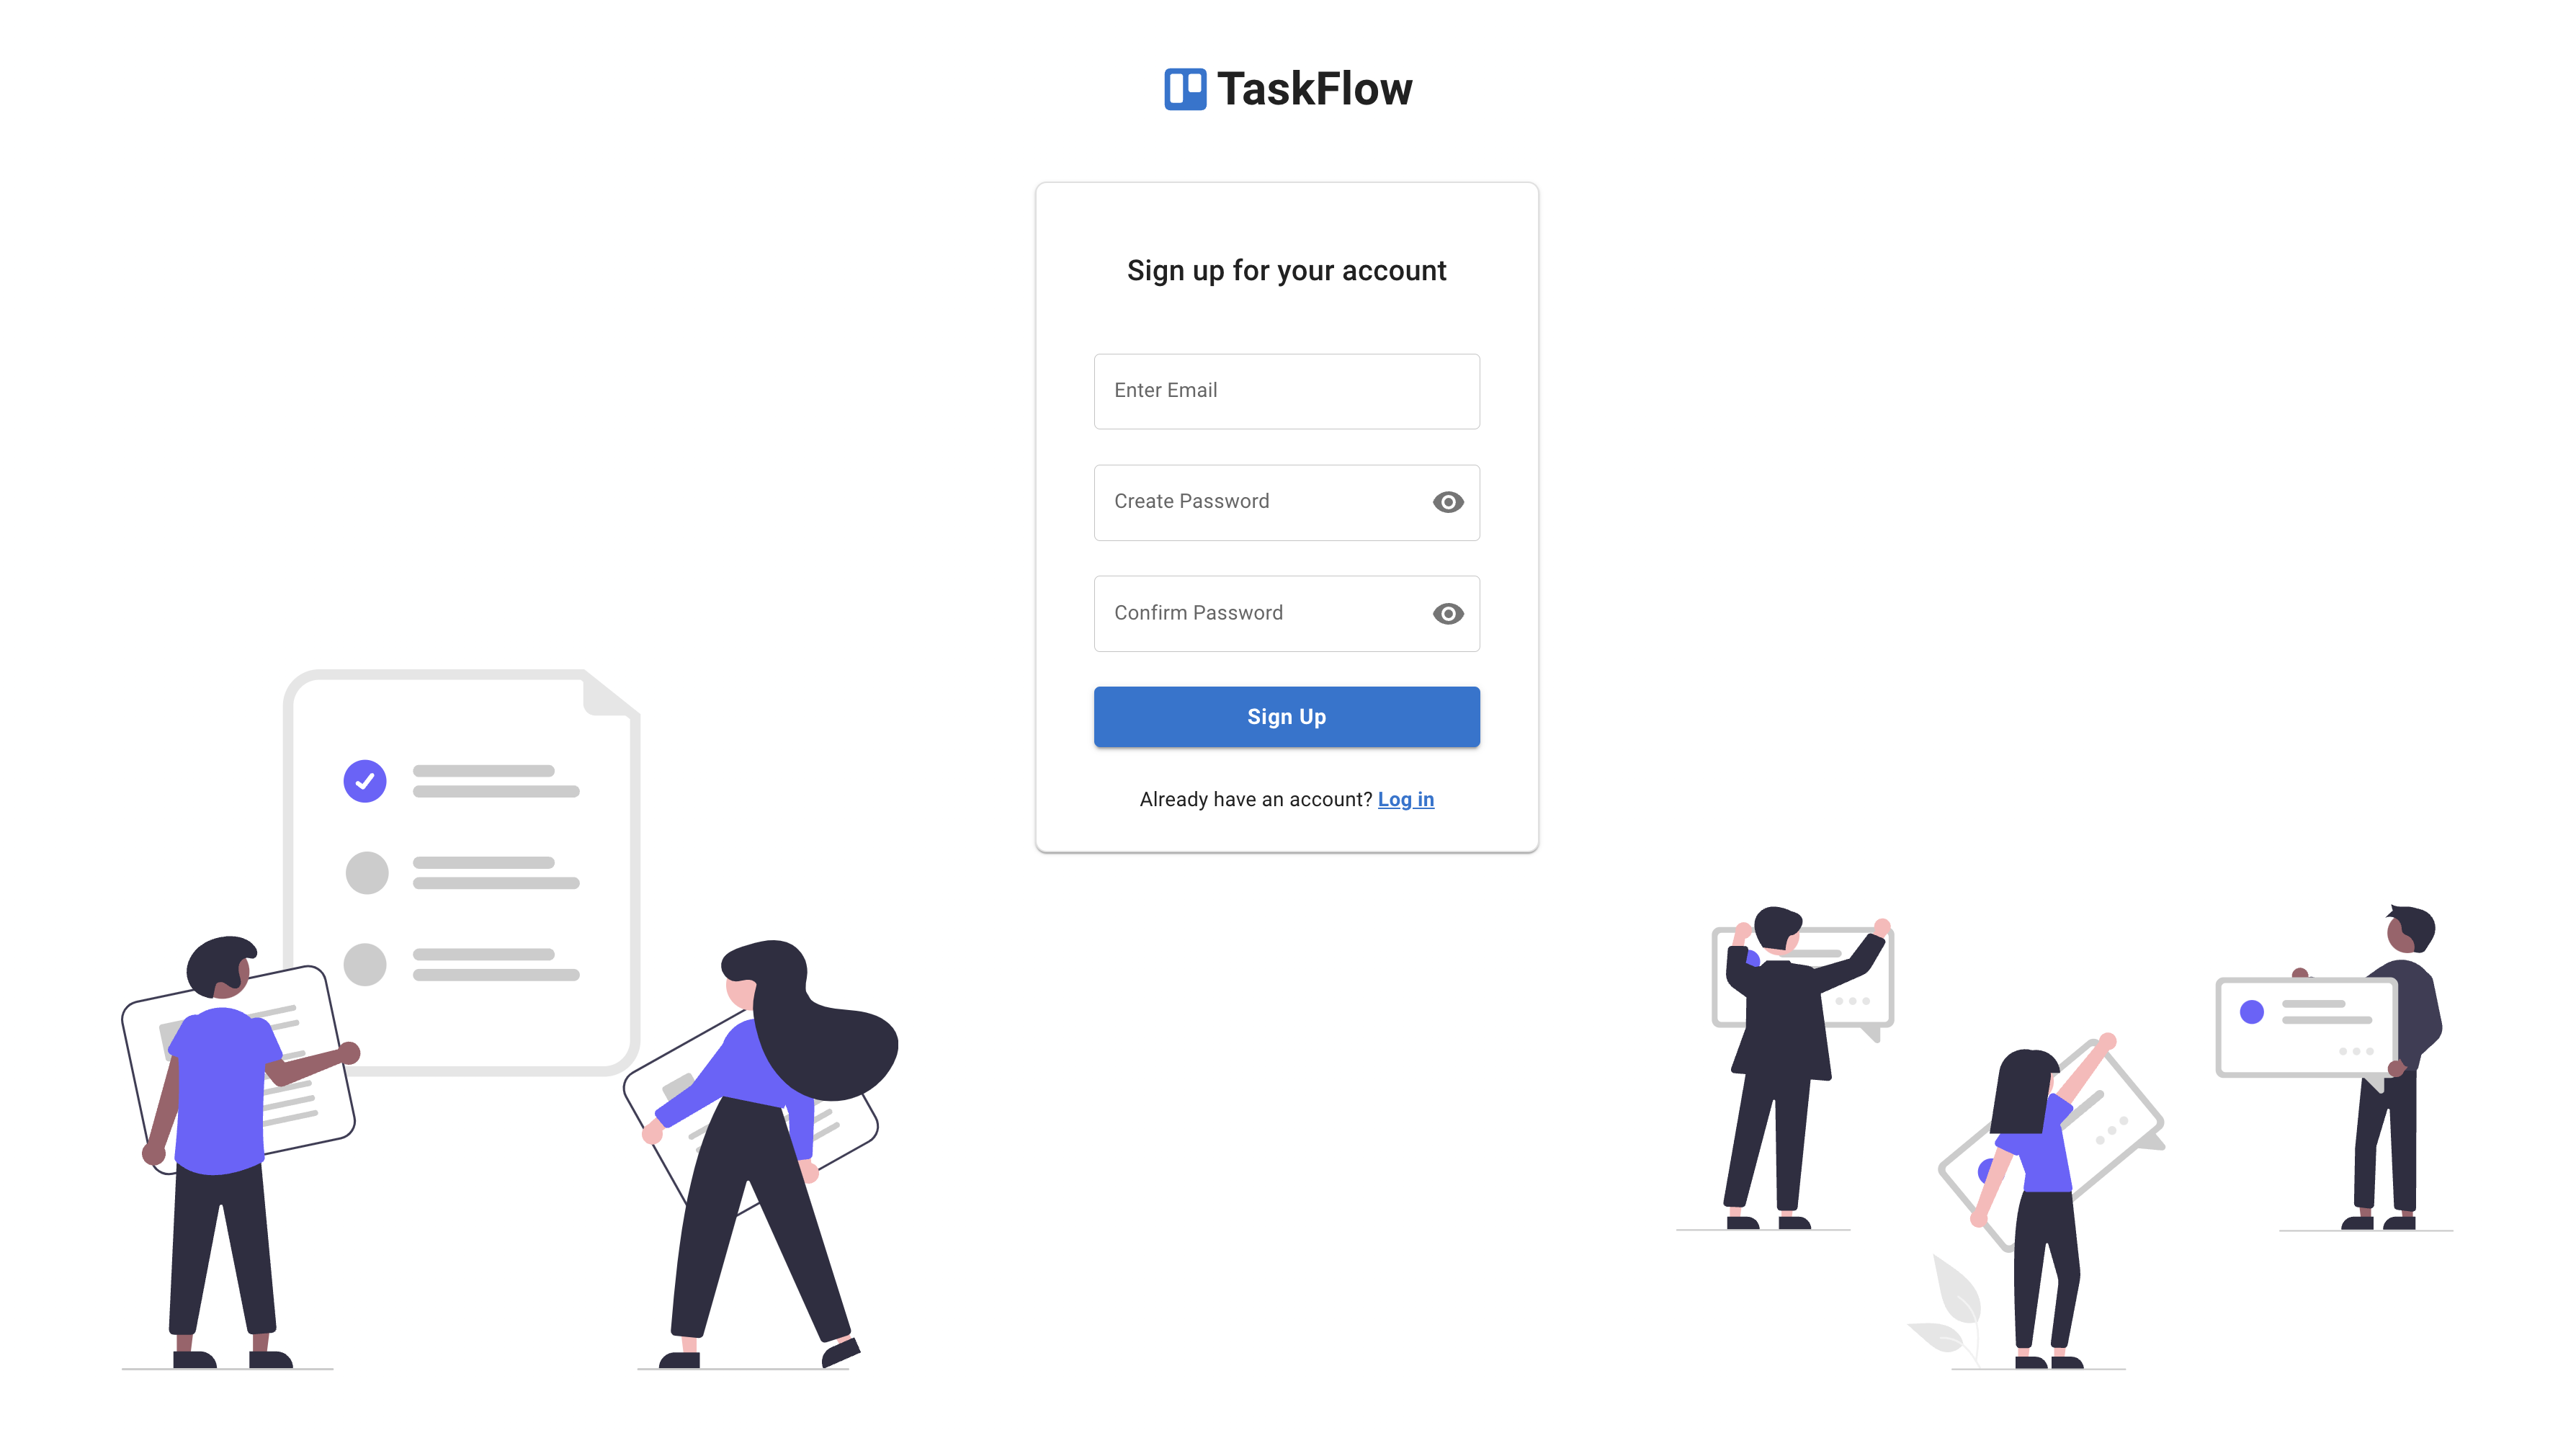 TaskFlow
Sign up for your account
Enter Email
Create Password
Confirm Password
Sign Up
Already have an account? Log in